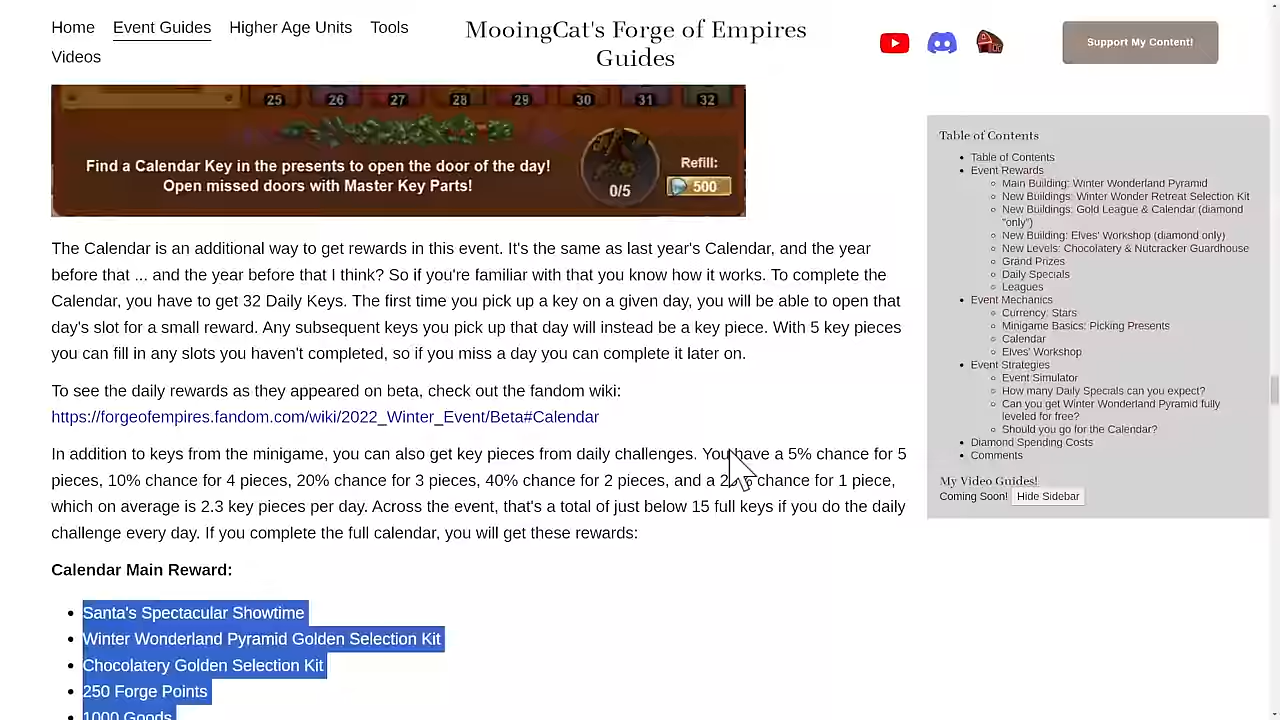 Home Event Guides Higher Age Units Tools
Videos
MooingCat's Forge of Empires
Guides
Support My Content!
25 26 27 28 29 30 31 32
Find a Calendar Key in the presents to open the door of the day!
Open missed doors with Master Key Parts!
0/5
Refill:
500
The Calendar is an additional way to get rewards in this event. It's the same as last year's Calendar, and the year
before that ... and the year before that I think? So if you're familiar with that you know how it works. To complete the
Calendar, you have to get 32 Daily Keys. The first time you pick up a key on a given day, you will be able to open that
day's slot for a small reward. Any subsequent keys you pick up that day will instead be a key piece. With 5 key pieces
you can fill in any slots you haven't completed, so if you miss a day you can complete it later on.
To see the daily rewards as they appeared on beta, check out the fandom wiki:
https://forgeofempires.fandom.com/wiki/2022_Winter_Event/Beta#Calendar
In addition to keys from the minigame, you can also get key pieces from daily challenges. You have a 5% chance for 5
pieces, 10% chance for 4 pieces, 20% chance for 3 pieces, 40% chance for 2 pieces, and a chance for 1 piece,
which on average is 2.3 key pieces per day. Across the event, that's a total of just below 15 full keys if you do the daily
challenge every day. If you complete the full calendar, you will get these rewards:
Calendar Main Reward:
Santa's Spectacular Showtime
Winter Wonderland Pyramid Golden Selection Kit
Chocolatery Golden Selection Kit
250 Forge Points
1000 Goods
Table of Contents
Table of Contents
Event Rewards
Main Building: Winter Wonderland Pyramid
New Buildings: Winter Wonder Retreat Selection Kit
New Buildings: Gold League & Calendar (diamond
"only")
New Building: Elves' Workshop (diamond only)
New Levels: Chocolatery & Nutcracker Guardhouse
Grand Prizes
Daily Specials
Leagues
Event Mechanics
Currency: Stars
Minigame Basics: Picking Presents
Calendar
Elves' Workshop
Event Strategies
Event Simulator
How many Daily Specials can you expect?
Can you get Winter Wonderland Pyramid fully
leveled for free?
Should you go for the Calendar?
Diamond Spending Costs
Comments
My Video Guides!
Coming Soon! Hide Sidebar